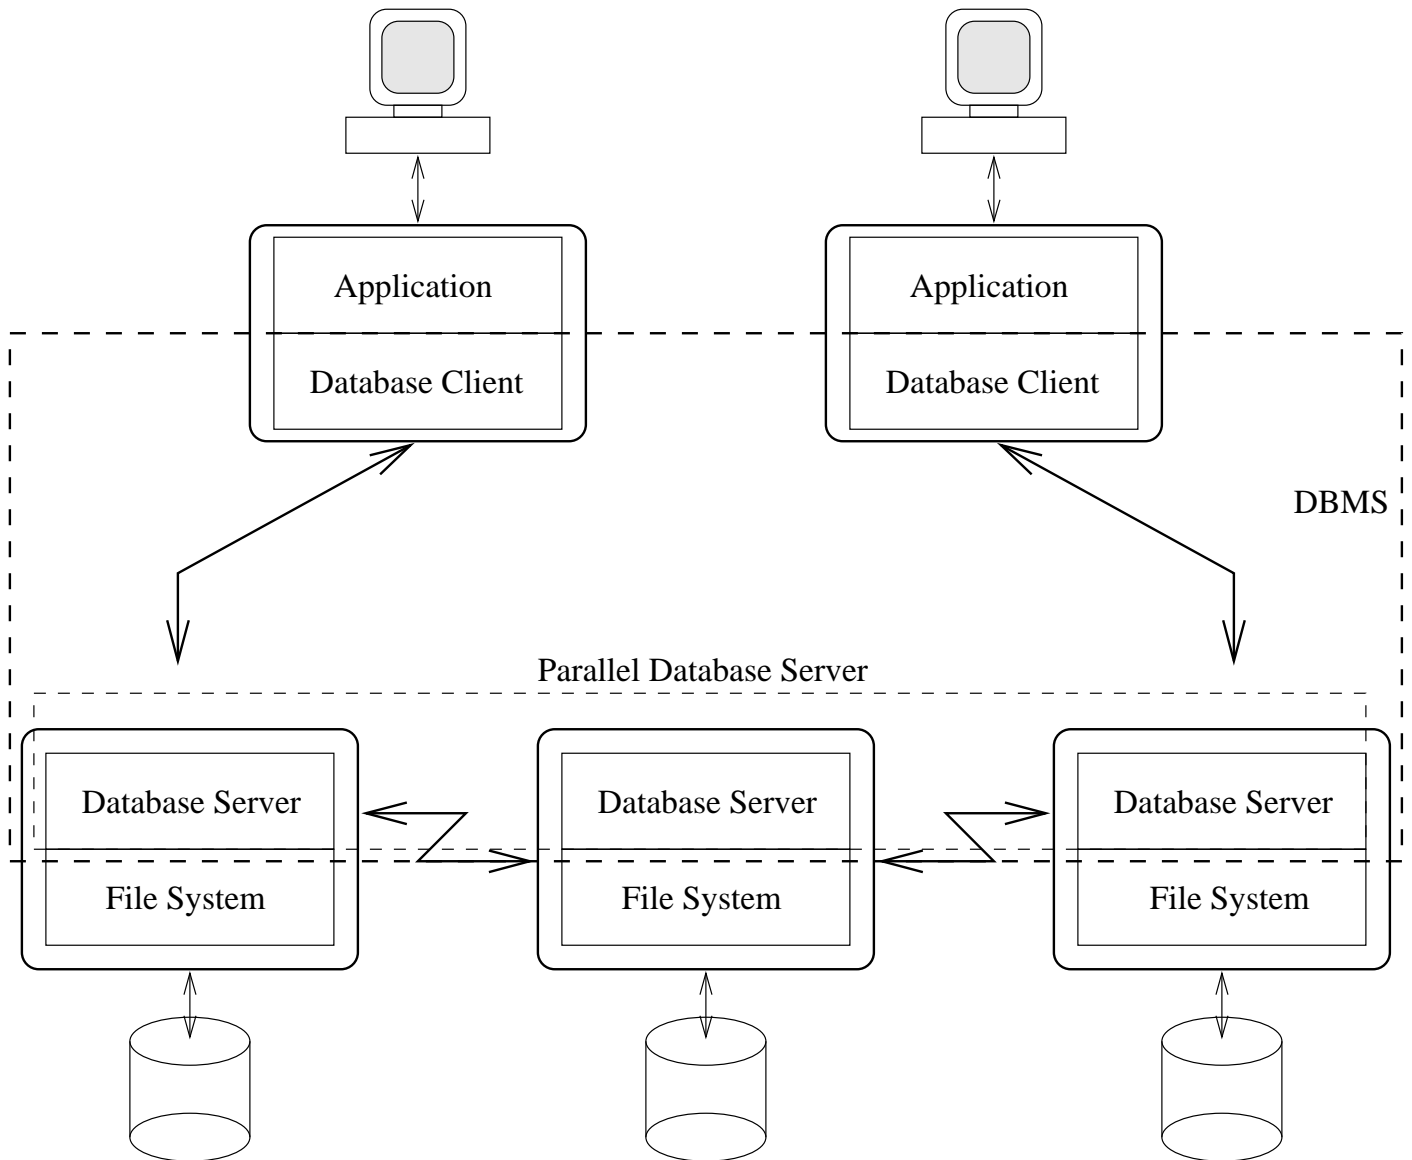 Application
Application
Database Client
Database Client
DBMS
Parallel Database Server
Database Server
Database Server
Database Server
File System
File System
File System